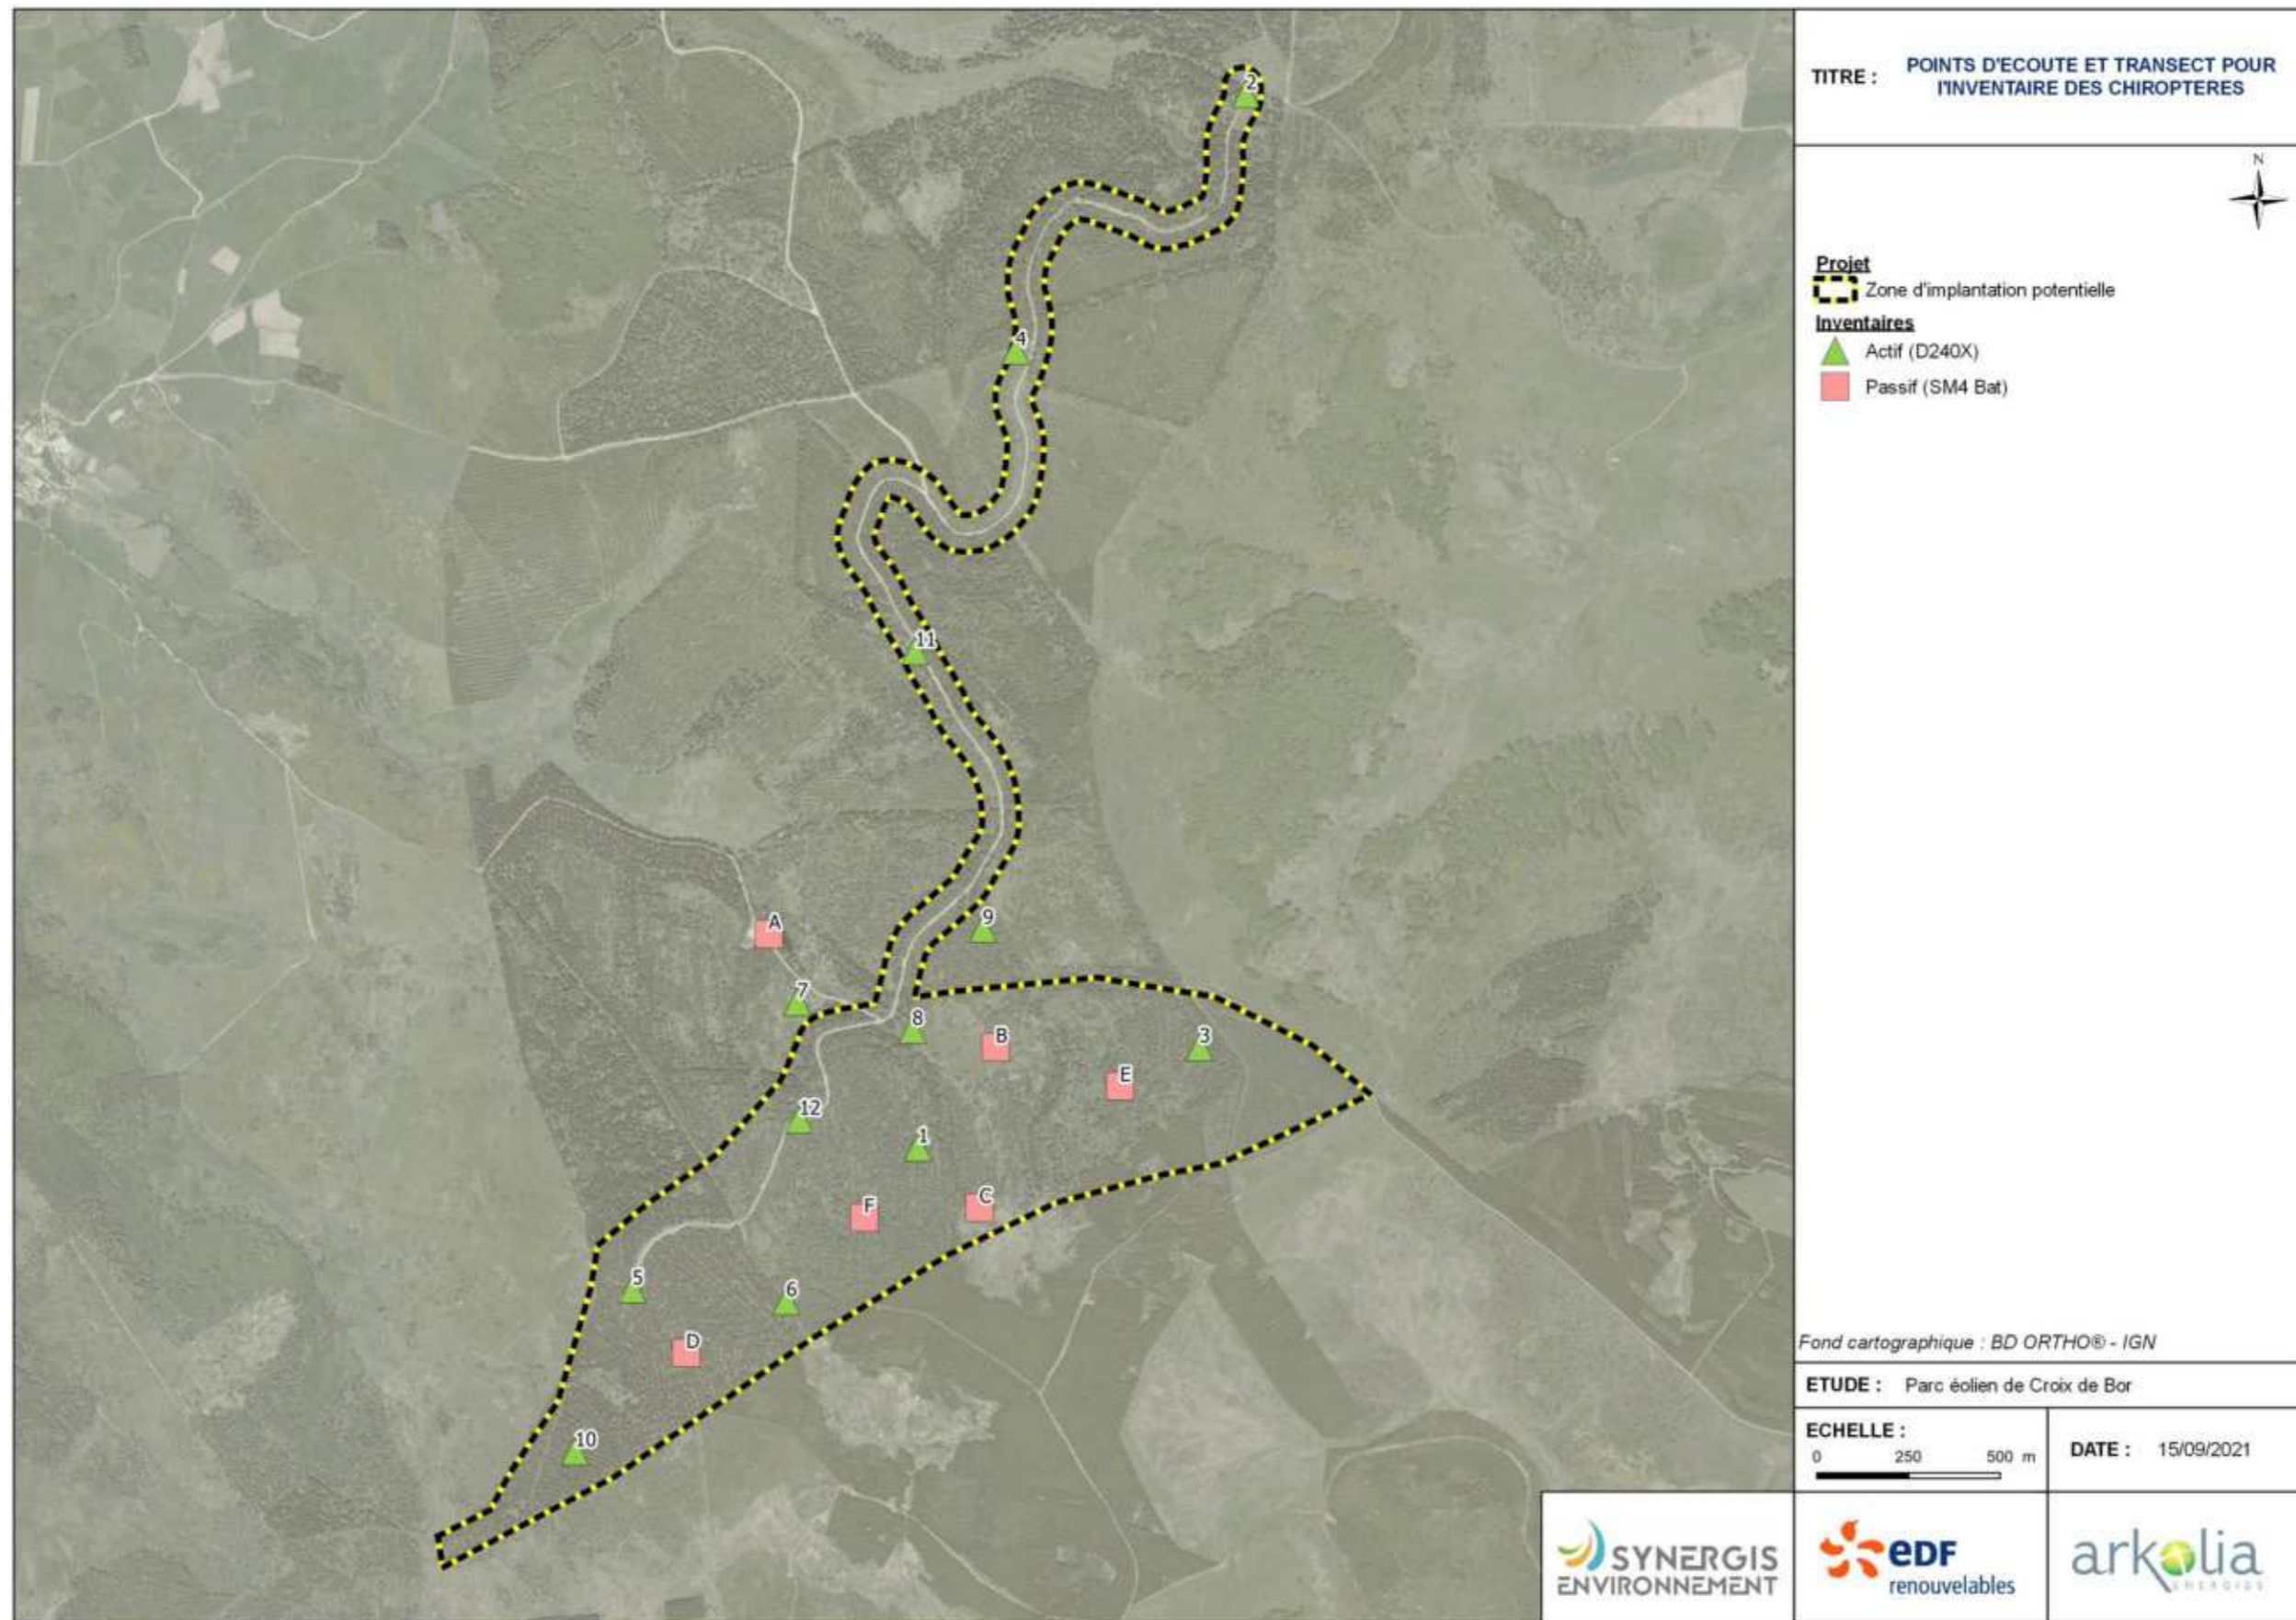 TITRE :
POINTS D'ECOUTE ET TRANSECT POUR
l'INVENTAIRE DES CHIROPTERES
N
Projet
Zone d'implantation potentielle
Inventaires
Actif (D240X)
Passif (SM4 Bat)
2
4
11
A
9
7
8
B
3
E
12
1
F
C
5
6
D
10
Fond cartographique : BD ORTHO® - IGN
ETUDE : Parc éolien de Croix de Bor
ECHELLE :
0 250 500 m
DATE : 15/09/2021
SYNERGIS
ENVIRONNEMENT
eDF
renouvelables
arkolia
ENERGIES